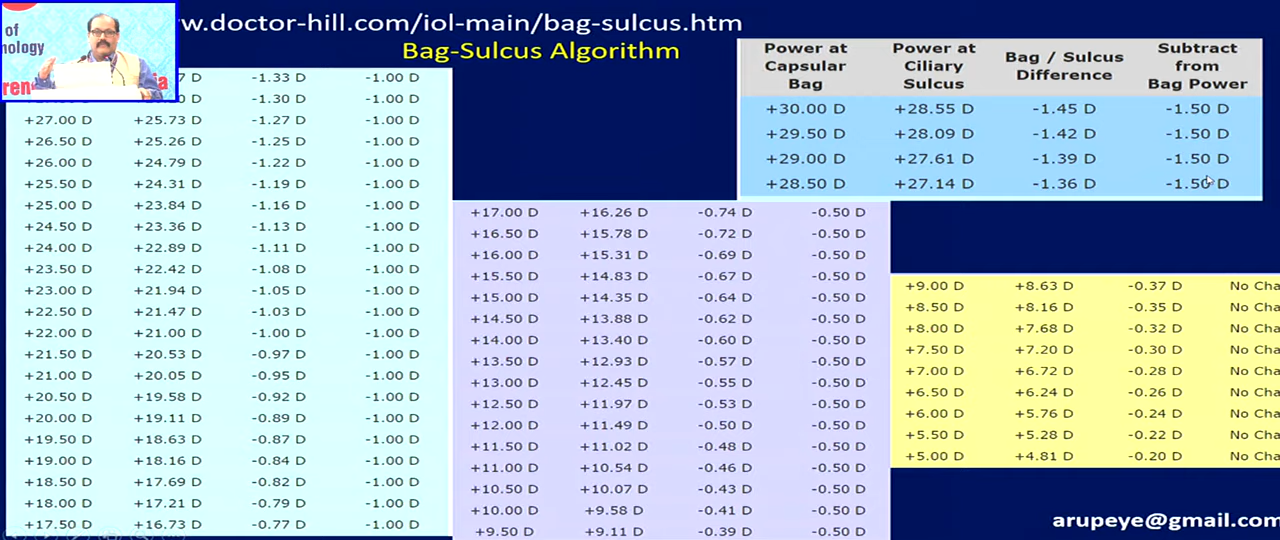 w.doctor-hill.com/iol-main/bag-sulcus.htm
of
nology
Bag-Sulcus Algorithm
Power at Capsular Bag | Power at Ciliary Sulcus | Bag / Sulcus Difference | Subtract from Bag Power
+30.00 D +28.55 D -1.45 D -1.50 D
+29.50 D +28.09 D -1.42 D -1.50 D
+29.00 D +27.61 D -1.39 D -1.50 D
+28.50 D +27.14 D -1.36 D -1.50 D
7 D -1.33 D -1.00 D
D -1.30 D -1.00 D
+27.00 D +25.73 D -1.27 D -1.00 D
+26.50 D +25.26 D -1.25 D -1.00 D
+26.00 D +24.79 D -1.22 D -1.00 D
+25.50 D +24.31 D -1.19 D -1.00 D
+25.00 D +23.84 D -1.16 D -1.00 D
+24.50 D +23.36 D -1.13 D -1.00 D
+24.00 D +22.89 D -1.11 D -1.00 D
+23.50 D +22.42 D -1.08 D -1.00 D
+23.00 D +21.94 D -1.05 D -1.00 D
+22.50 D +21.47 D -1.03 D -1.00 D
+22.00 D +21.00 D -1.00 D -1.00 D
+21.50 D +20.53 D -0.97 D -1.00 D
+21.00 D +20.05 D -0.95 D -1.00 D
+20.50 D +19.58 D -0.92 D -1.00 D
+20.00 D +19.11 D -0.89 D -1.00 D
+19.50 D +18.63 D -0.87 D -1.00 D
+19.00 D +18.16 D -0.84 D -1.00 D
+18.50 D +17.69 D -0.82 D -1.00 D
+18.00 D +17.21 D -0.79 D -1.00 D
+17.50 D +16.73 D -0.77 D -1.00 D
+17.00 D +16.26 D -0.74 D -0.50 D
+16.50 D +15.78 D -0.72 D -0.50 D
+16.00 D +15.31 D -0.69 D -0.50 D
+15.50 D +14.83 D -0.67 D -0.50 D
+15.00 D +14.35 D -0.64 D -0.50 D
+14.50 D +13.88 D -0.62 D -0.50 D
+14.00 D +13.40 D -0.60 D -0.50 D
+13.50 D +12.93 D -0.57 D -0.50 D
+13.00 D +12.45 D -0.55 D -0.50 D
+12.50 D +11.97 D -0.53 D -0.50 D
+12.00 D +11.49 D -0.50 D -0.50 D
+11.50 D +11.02 D -0.48 D -0.50 D
+11.00 D +10.54 D -0.46 D -0.50 D
+10.50 D +10.07 D -0.43 D -0.50 D
+10.00 D +9.58 D -0.41 D -0.50 D
+9.50 D +9.11 D -0.39 D -0.50 D
+9.00 D +8.63 D -0.37 D No Cha
+8.50 D +8.16 D -0.35 D No Cha
+8.00 D +7.68 D -0.32 D No Cha
+7.50 D +7.20 D -0.30 D No Cha
+7.00 D +6.72 D -0.28 D No Cha
+6.50 D +6.24 D -0.26 D No Cha
+6.00 D +5.76 D -0.24 D No Cha
+5.50 D +5.28 D -0.22 D No Cha
+5.00 D +4.81 D -0.20 D No Cha
arupeye@gmail.com